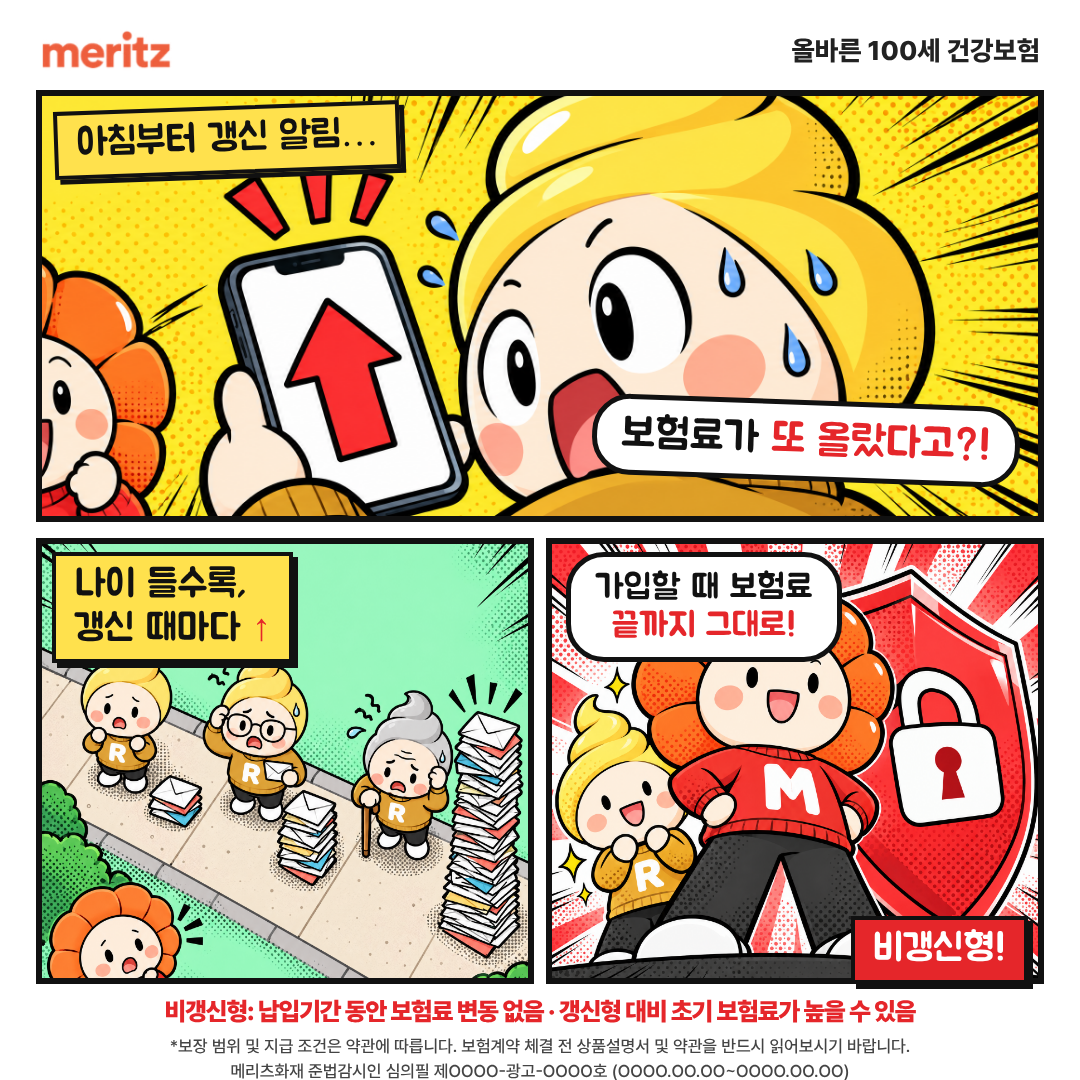 meritz
올바른 100세 건강보험
아침부터 갱신 알림...
보험료가 또 올랐다고?!
나이 들수록,
갱신 때마다 ↑
R
R
R
가입할 때 보험료
끝까지 그대로!
M
R
비갱신형!
비갱신형: 납입기간 동안 보험료 변동 없음 · 갱신형 대비 초기 보험료가 높을 수 있음
*보장 범위 및 지급 조건은 약관에 따릅니다. 보험계약 체결 전 상품설명서 및 약관을 반드시 읽어보시기 바랍니다.
메리츠화재 준법감시인 심의필 제OOOO-광고-OOOO호 (OOOO.OO.OO~OOOO.OO.OO)